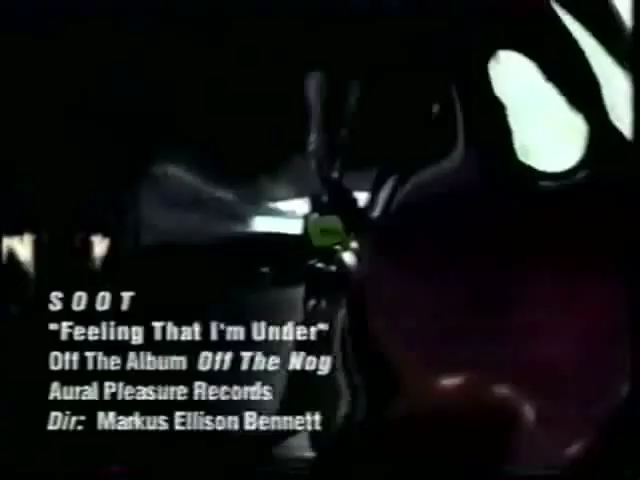 SOOT
"Feeling That I'm Under"
Off The Album Off The Nog
Aural Pleasure Records
Dir: Markus Ellison Bennett